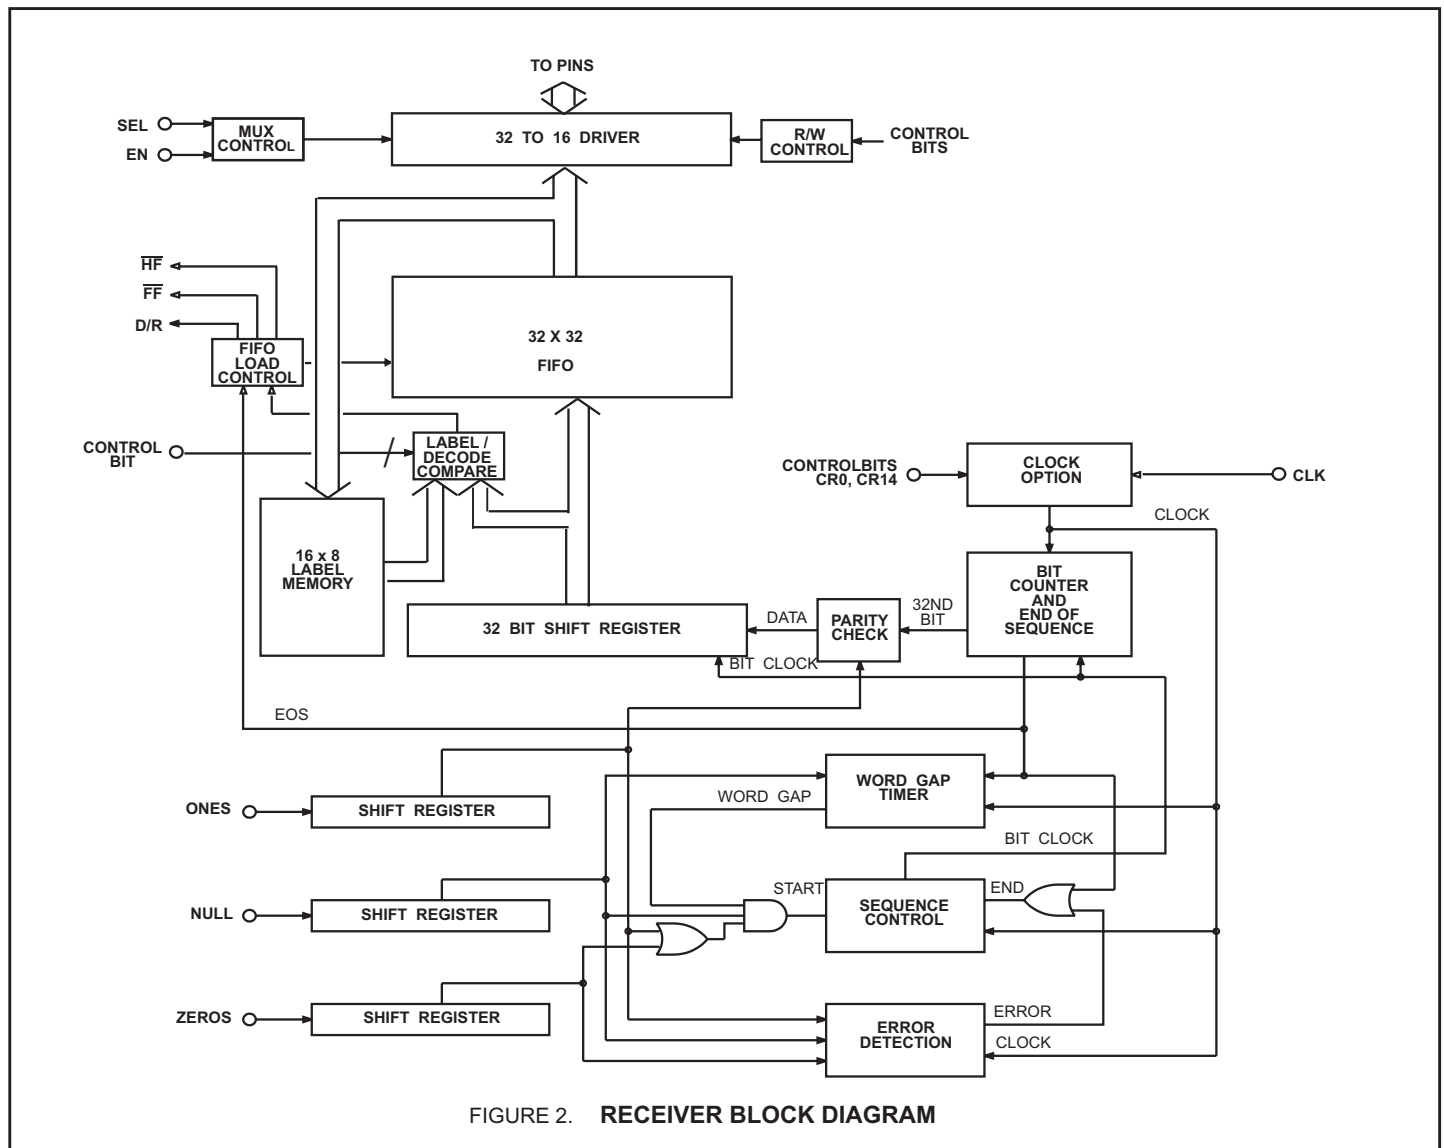 TO PINS
SEL
EN
MUX
CONTROL
32 TO 16 DRIVER
R/W
CONTROL
CONTROL
BITS
HF
FF
D/R
FIFO
LOAD
CONTROL
32 X 32
FIFO
CONTROL
BIT
LABEL /
DECODE
COMPARE
CONTROLBITS
CR0, CR14
CLOCK
OPTION
CLK
CLOCK
16 x 8
LABEL
MEMORY
BIT
COUNTER
AND
END OF
SEQUENCE
32 BIT SHIFT REGISTER
DATA
PARITY
CHECK
32ND
BIT
BIT CLOCK
EOS
ONES
SHIFT REGISTER
WORD GAP
WORD GAP
TIMER
BIT CLOCK
NULL
SHIFT REGISTER
START
SEQUENCE
CONTROL
END
ZEROS
SHIFT REGISTER
ERROR
DETECTION
ERROR
CLOCK
FIGURE 2. RECEIVER BLOCK DIAGRAM